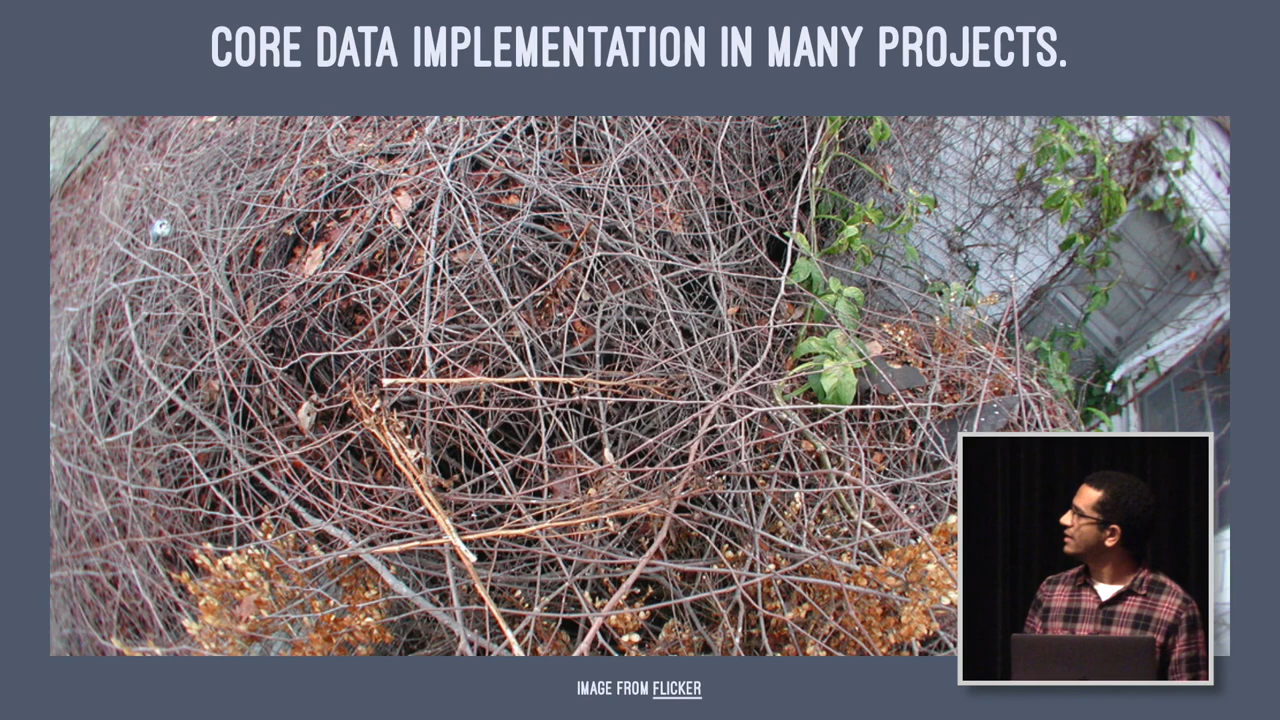 CORE DATA IMPLEMENTATION IN MANY PROJECTS.
IMAGE FROM FLICKER